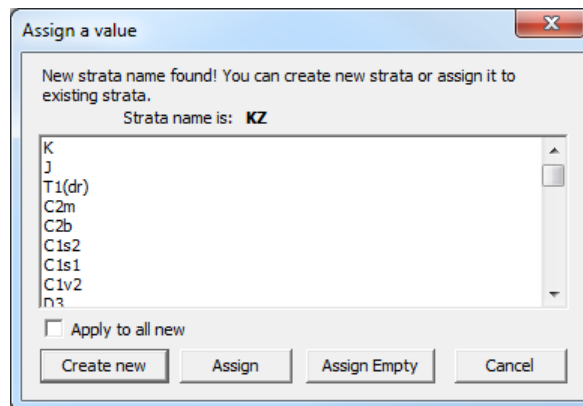 Assign a value
New strata name found! You can create new strata or assign it to
existing strata.
Strata name is: KZ
K
J
T1(dr)
C2m
C2b
C1s2
C1s1
C1v2
D3
Apply to all new
Create new
Assign
Assign Empty
Cancel